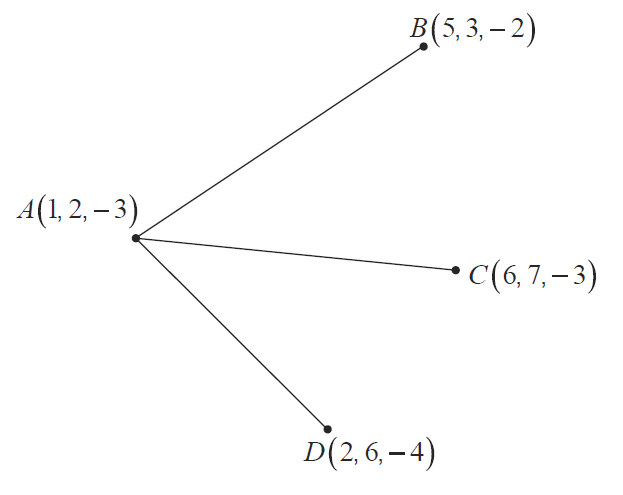 B(5, 3, – 2)
A(1, 2, – 3)
C(6, 7, – 3)
D(2, 6, – 4)